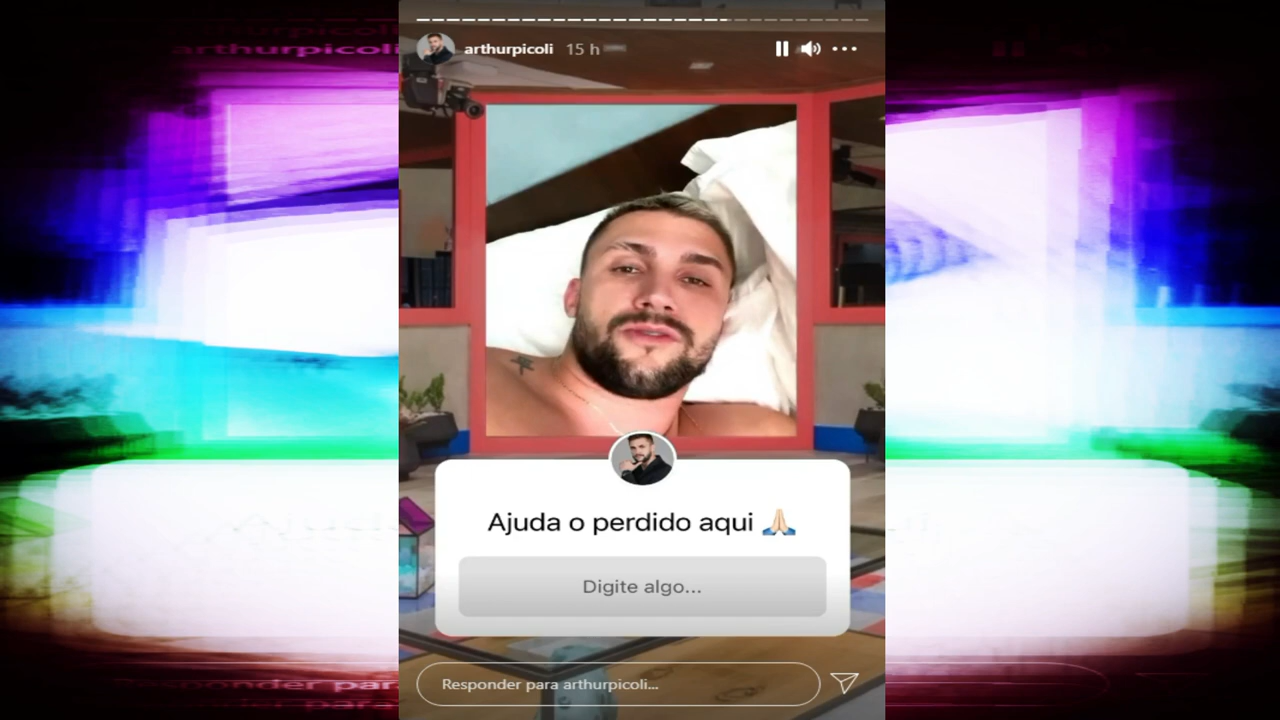 arthurpicoli 15 h
Ajuda o perdido aqui 🙏🏻
Digite algo...
Responder para arthurpicoli...